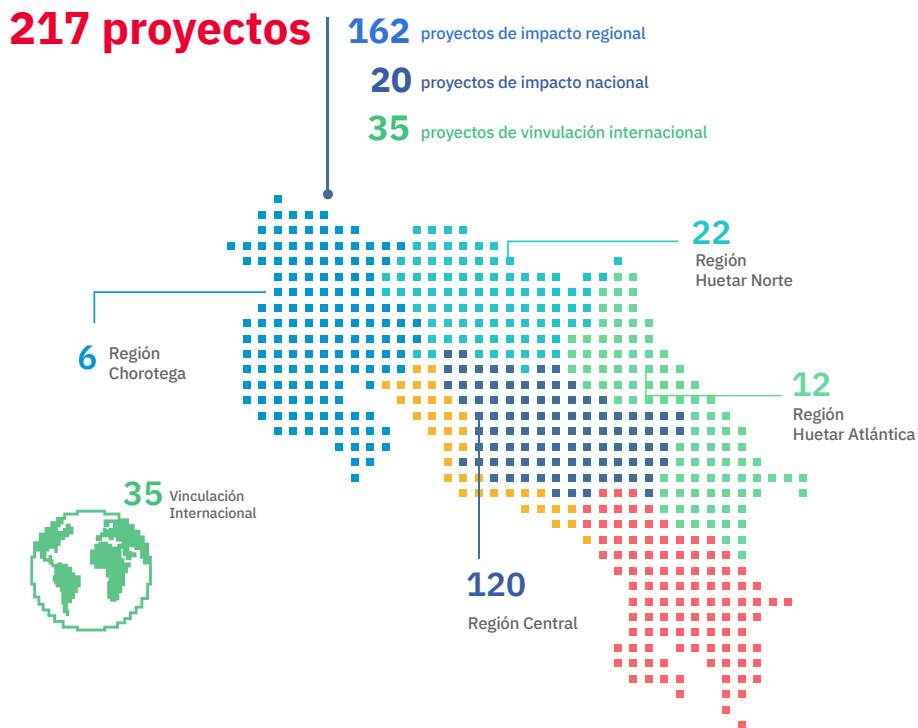 217 proyectos
162 proyectos de impacto regional
20 proyectos de impacto nacional
35 proyectos de vinvulación internacional
22
Región
Huetar Norte
6 Región
Chorotega
12
Región
Huetar Atlántica
35 Vinculación
Internacional
120
Región Central